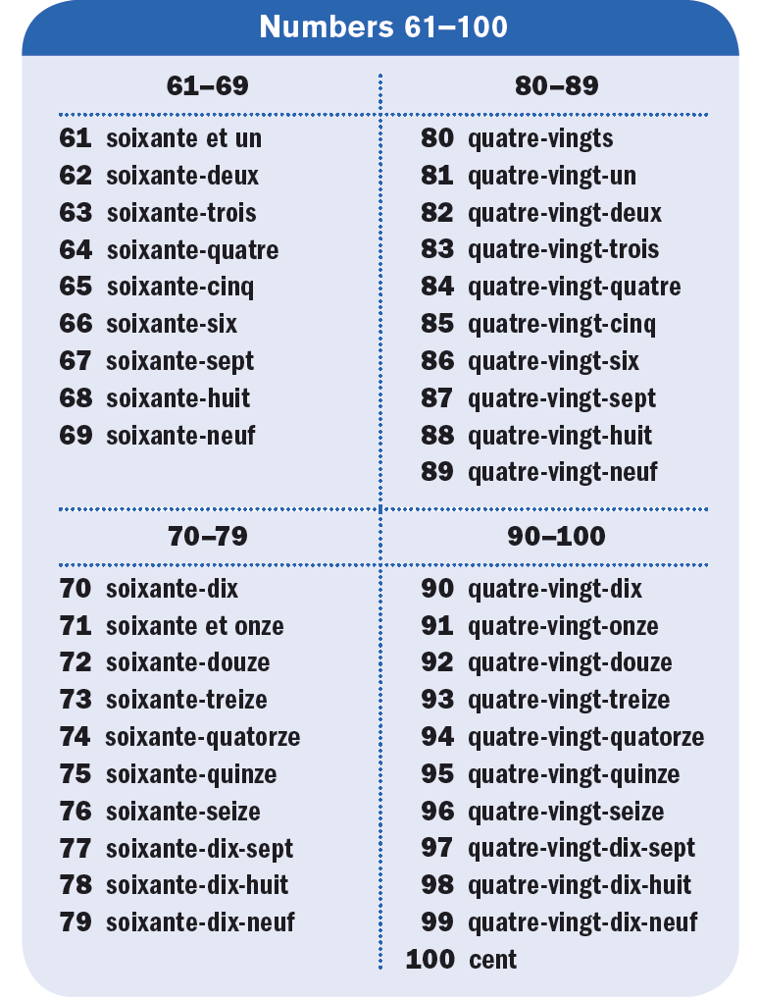 Numbers 61–100
61–69
61 soixante et un
62 soixante-deux
63 soixante-trois
64 soixante-quatre
65 soixante-cinq
66 soixante-six
67 soixante-sept
68 soixante-huit
69 soixante-neuf
80–89
80 quatre-vingts
81 quatre-vingt-un
82 quatre-vingt-deux
83 quatre-vingt-trois
84 quatre-vingt-quatre
85 quatre-vingt-cinq
86 quatre-vingt-six
87 quatre-vingt-sept
88 quatre-vingt-huit
89 quatre-vingt-neuf
70–79
70 soixante-dix
71 soixante et onze
72 soixante-douze
73 soixante-treize
74 soixante-quatorze
75 soixante-quinze
76 soixante-seize
77 soixante-dix-sept
78 soixante-dix-huit
79 soixante-dix-neuf
90–100
90 quatre-vingt-dix
91 quatre-vingt-onze
92 quatre-vingt-douze
93 quatre-vingt-treize
94 quatre-vingt-quatorze
95 quatre-vingt-quinze
96 quatre-vingt-seize
97 quatre-vingt-dix-sept
98 quatre-vingt-dix-huit
99 quatre-vingt-dix-neuf
100 cent